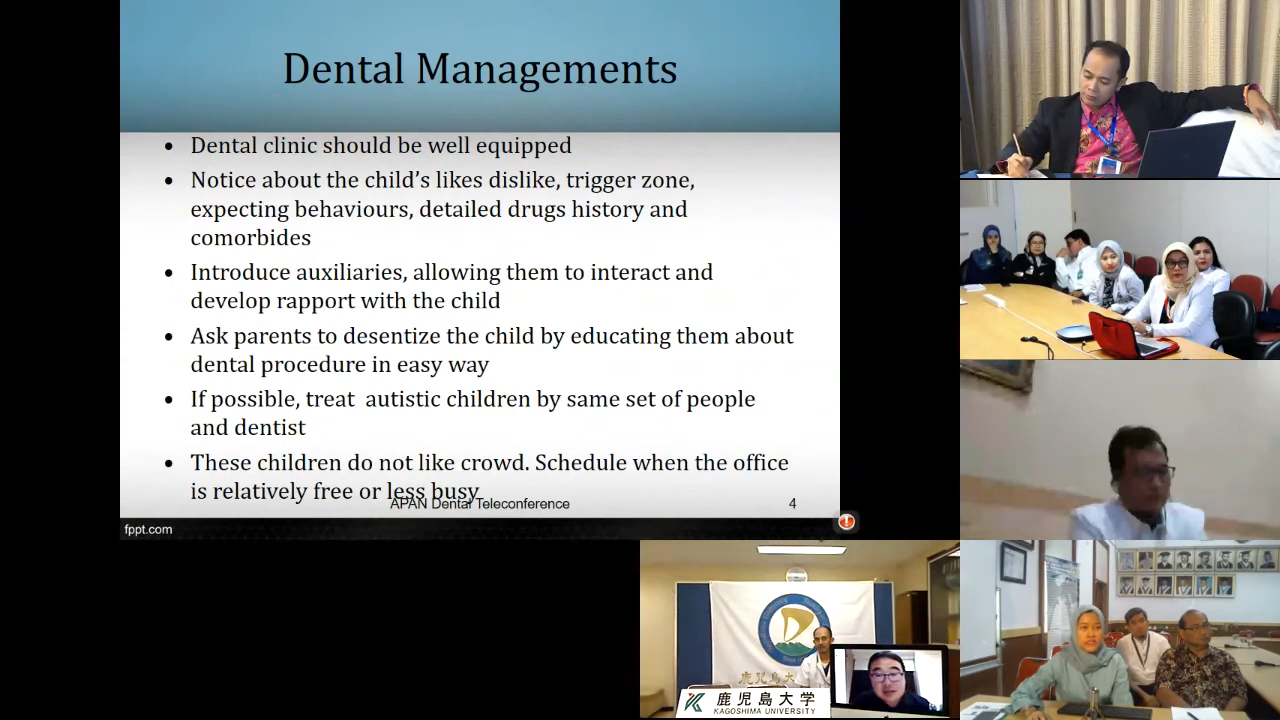 Dental Managements
• Dental clinic should be well equipped
• Notice about the child's likes dislike, trigger zone,
expecting behaviours, detailed drugs history and
comorbides
• Introduce auxiliaries, allowing them to interact and
develop rapport with the child
• Ask parents to desentize the child by educating them about
dental procedure in easy way
• If possible, treat  autistic children by same set of people
and dentist
• These children do not like crowd. Schedule when the office
is relatively free or less busy
APAN Dental Teleconference
4
fppt.com
鹿児島大
鹿児島大学
KAGOSHIMA UNIVERSITY